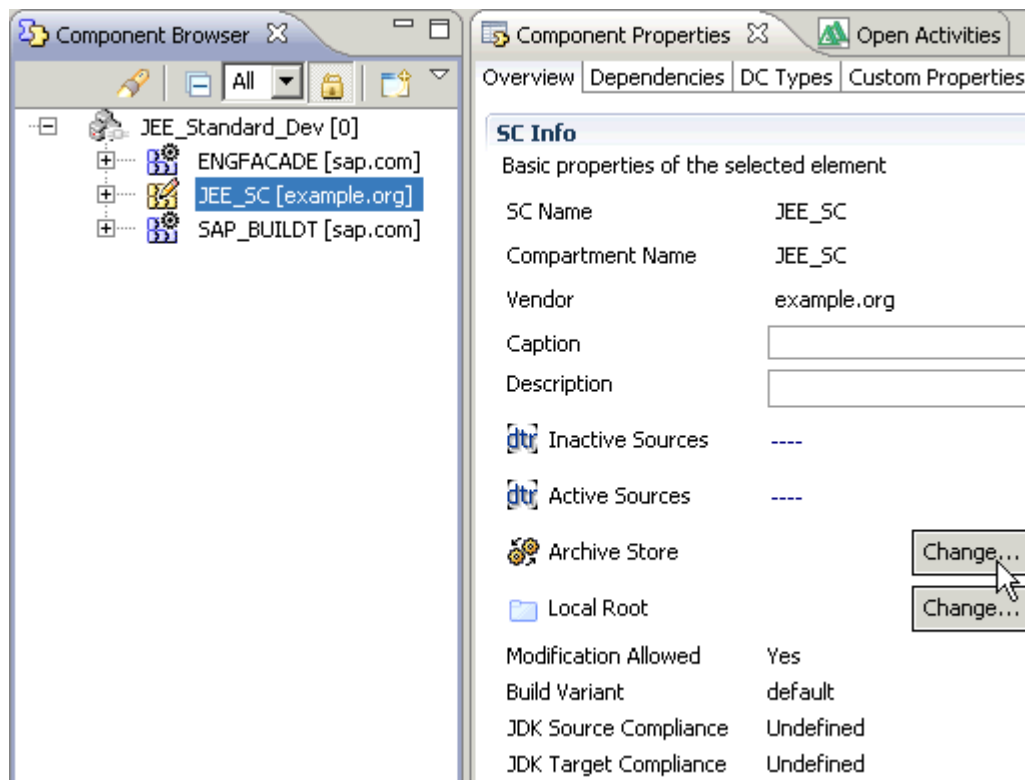 Component Browser
All
JEE_Standard_Dev [0]
ENGFACADE [sap.com]
JEE_SC [example.org]
SAP_BUILDT [sap.com]
Component Properties
Open Activities
Overview
Dependencies
DC Types
Custom Properties
SC Info
Basic properties of the selected element
SC Name JEE_SC
Compartment Name JEE_SC
Vendor example.org
Caption
Description
dtr Inactive Sources ----
dtr Active Sources ----
Archive Store Change...
Local Root Change...
Modification Allowed Yes
Build Variant default
JDK Source Compliance Undefined
JDK Target Compliance Undefined